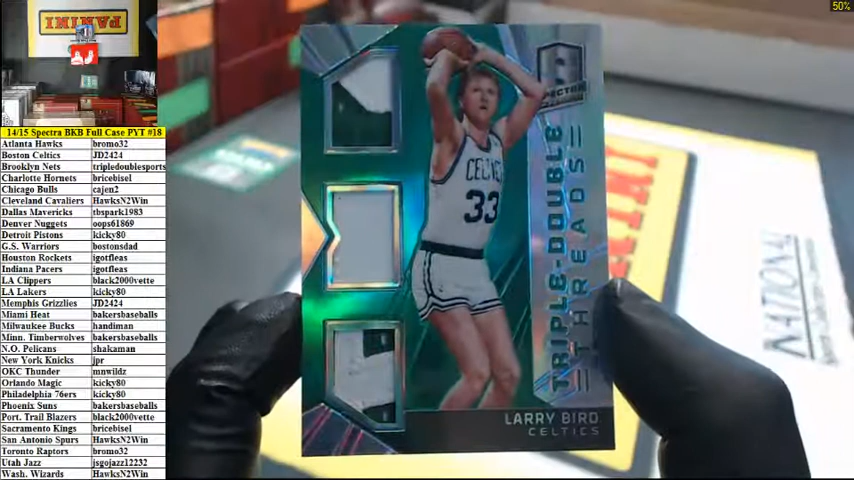 50%
PANINI
14/15 Spectra BKB Full Case PYT #18
Atlanta Hawks bromo32
Boston Celtics JD2424
Brooklyn Nets tripledoublesports
Charlotte Hornets bricebisel
Chicago Bulls cajen2
Cleveland Cavaliers HawksN2Win
Dallas Mavericks tbspark1983
Denver Nuggets oops61869
Detroit Pistons kicky80
G.S. Warriors bostonsdad
Houston Rockets igotfleas
Indiana Pacers igotfleas
LA Clippers black2000vette
LA Lakers kicky80
Memphis Grizzlies JD2424
Miami Heat bakersbaseballs
Milwaukee Bucks handiman
Minn. Timberwolves bakersbaseballs
N.O. Pelicans shakaman
New York Knicks jpr
OKC Thunder mnwildz
Orlando Magic kicky80
Philadelphia 76ers kicky80
Phoenix Suns bakersbaseballs
Port. Trail Blazers black2000vette
Sacramento Kings bricebisel
San Antonio Spurs HawksN2Win
Toronto Raptors bromo32
Utah Jazz jsgojazz12232
Wash. Wizards HawksN2Win
SPECTRA
CELTICS
33
TRIPLE-DOUBLE
THREADS
LARRY BIRD
CELTICS
PANINI
NATIONAL